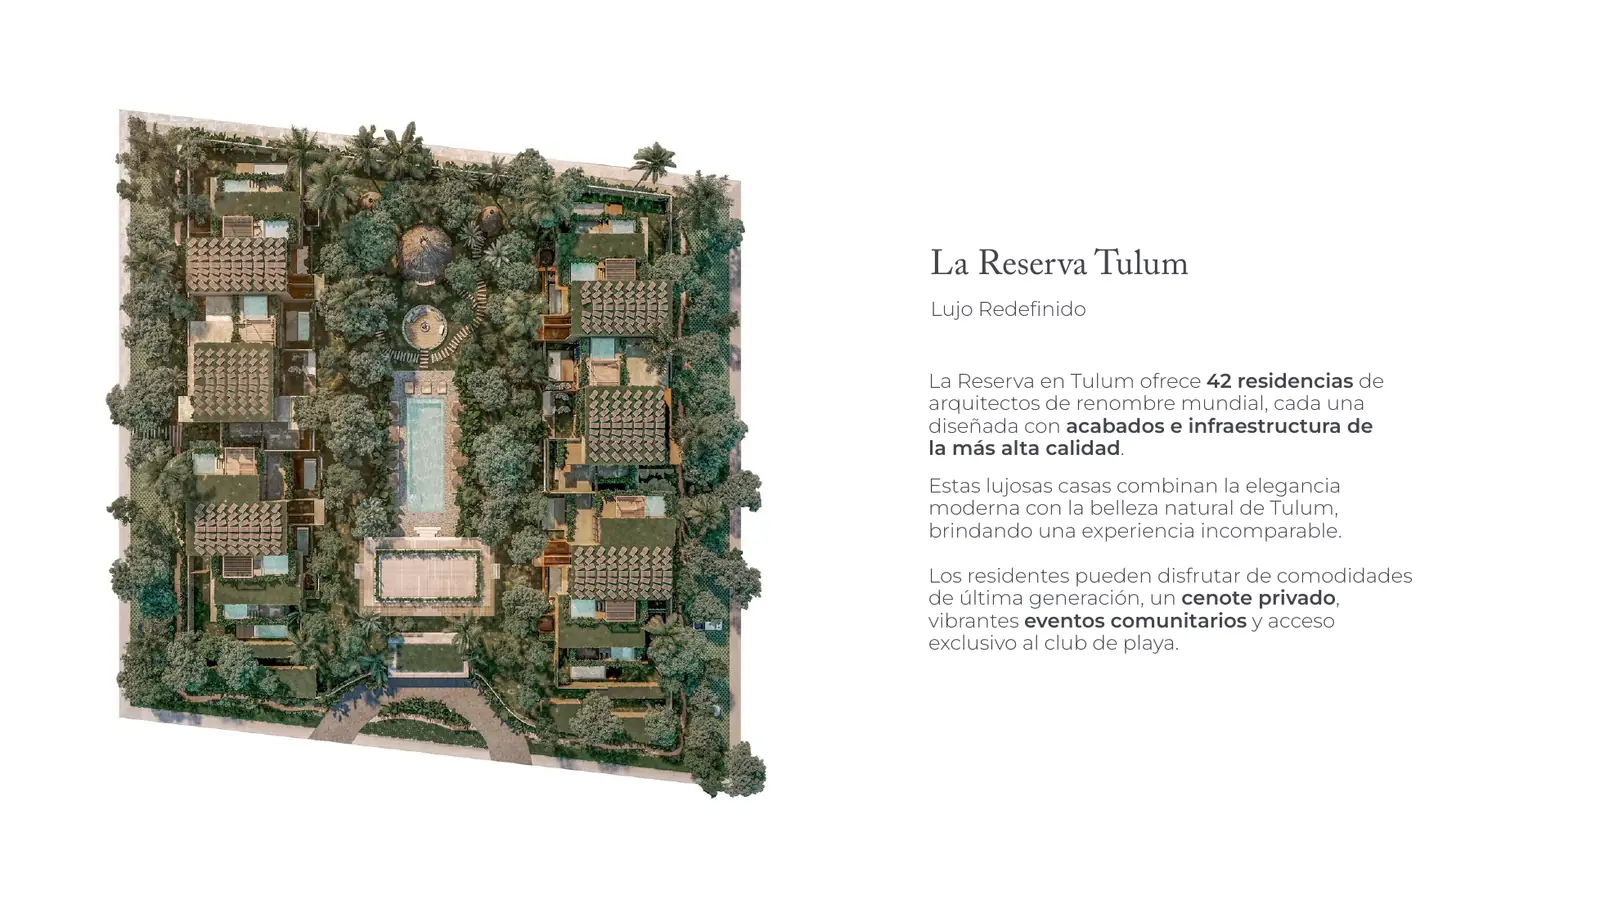 La Reserva Tulum
Lujo Redefinido
La Reserva en Tulum ofrece 42 residencias de
arquitectos de renombre mundial, cada una
diseñada con acabados e infraestructura de
la más alta calidad.
Estas lujosas casas combinan la elegancia
moderna con la belleza natural de Tulum,
brindando una experiencia incomparable.
Los residentes pueden disfrutar de comodidades
de última generación, un cenote privado,
vibrantes eventos comunitarios y acceso
exclusivo al club de playa.